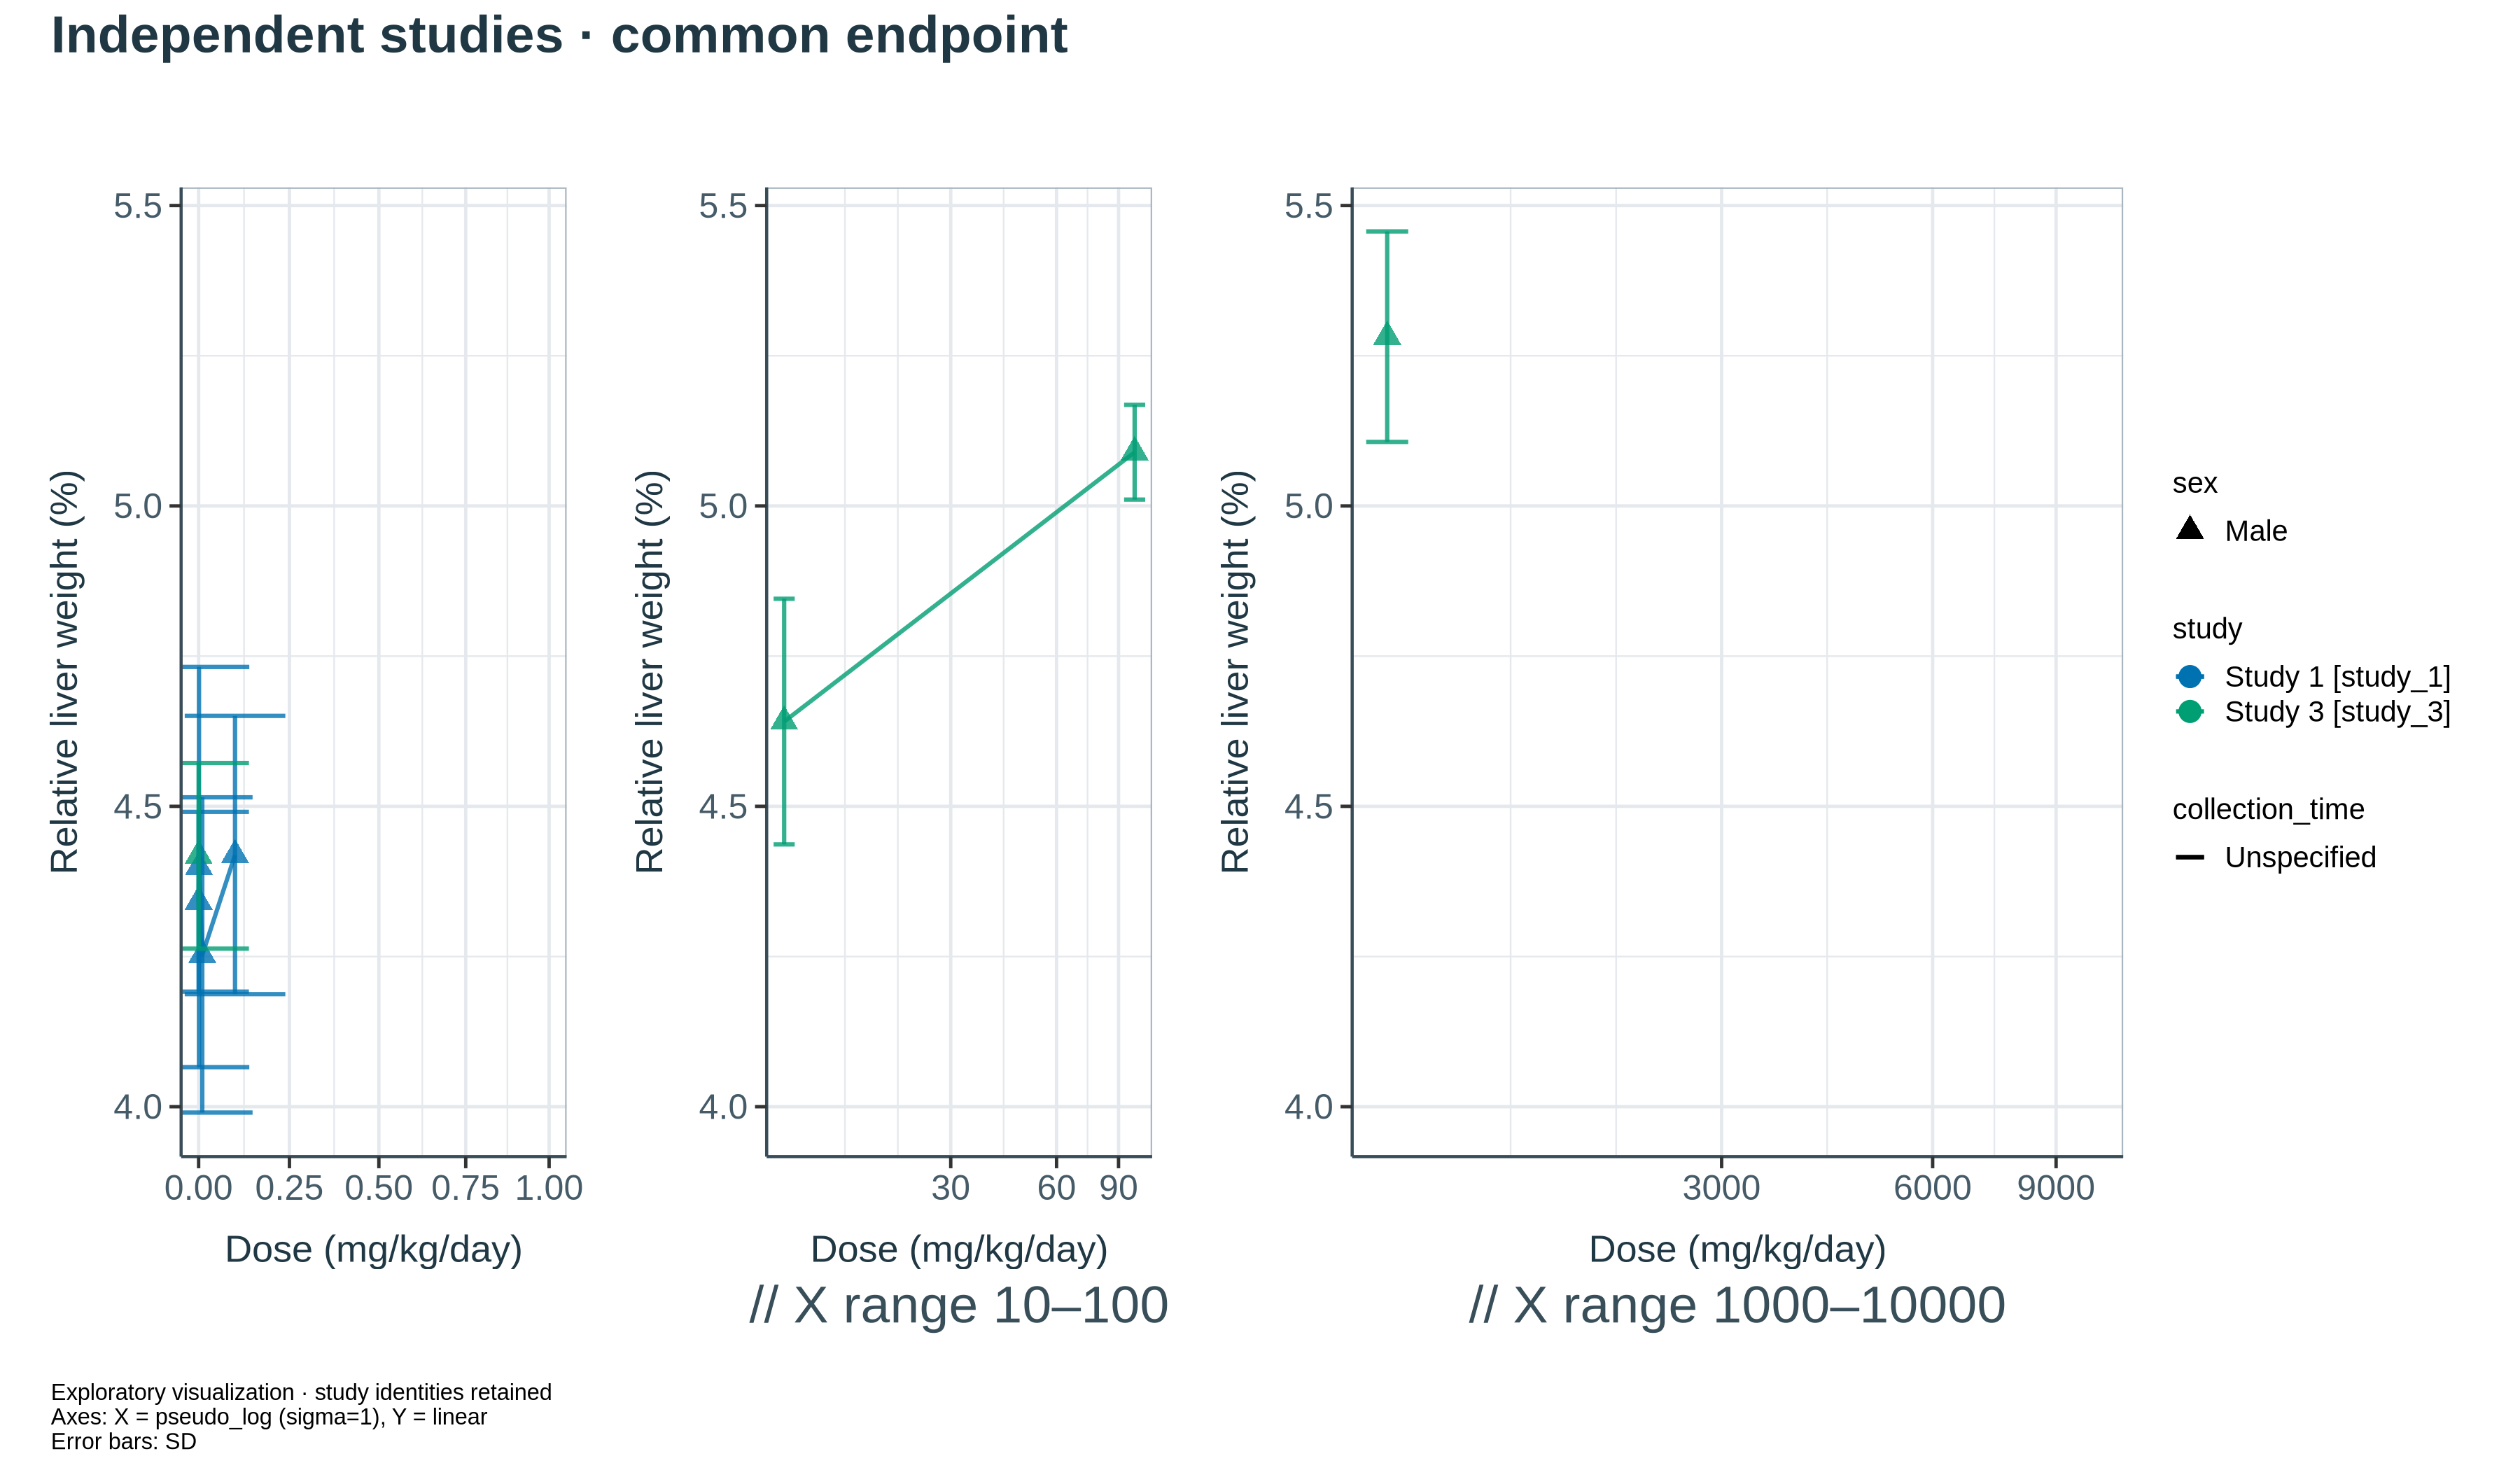 Independent studies · common endpoint
Relative liver weight (%)
5.5
5.0
4.5
4.0
0.00 0.25 0.50 0.75 1.00
Dose (mg/kg/day)
Relative liver weight (%)
5.5
5.0
4.5
4.0
30 60 90
Dose (mg/kg/day)
// X range 10–100
Relative liver weight (%)
5.5
5.0
4.5
4.0
3000 6000 9000
Dose (mg/kg/day)
// X range 1000–10000
sex
Male
study
Study 1 [study_1]
Study 3 [study_3]
collection_time
Unspecified
Exploratory visualization · study identities retained
Axes: X = pseudo_log (sigma=1), Y = linear
Error bars: SD